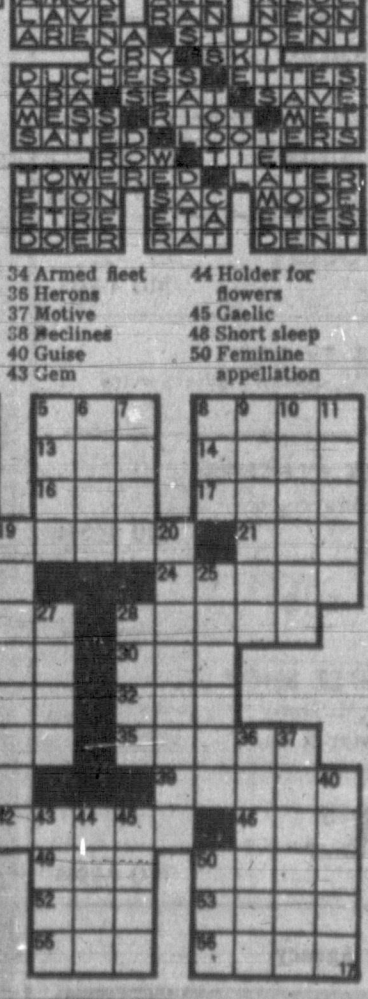 LAVE RAN NEON
ARENA STUDENT
CRY SKI
DUCHESS ETTES
ARA SEAT SAVE
MESS RIOT MET
SATED LOOTERS
ROW TIE
TOWERED LATER
ETON SAC MODE
ETRE ETA ETES
DOER RAT DENT
34 Armed fleet
36 Herons
37 Motive
38 Declines
40 Guise
43 Gem
44 Holder for
flowers
45 Gaelic
48 Short sleep
50 Feminine
appellation
5 6 7 8 9 10 11
13 14
16 17
19 20 21
24 25
27 28
30
32
35 36 37
39 40
42 43 44 45 46
49 50
52 53
55 56
17